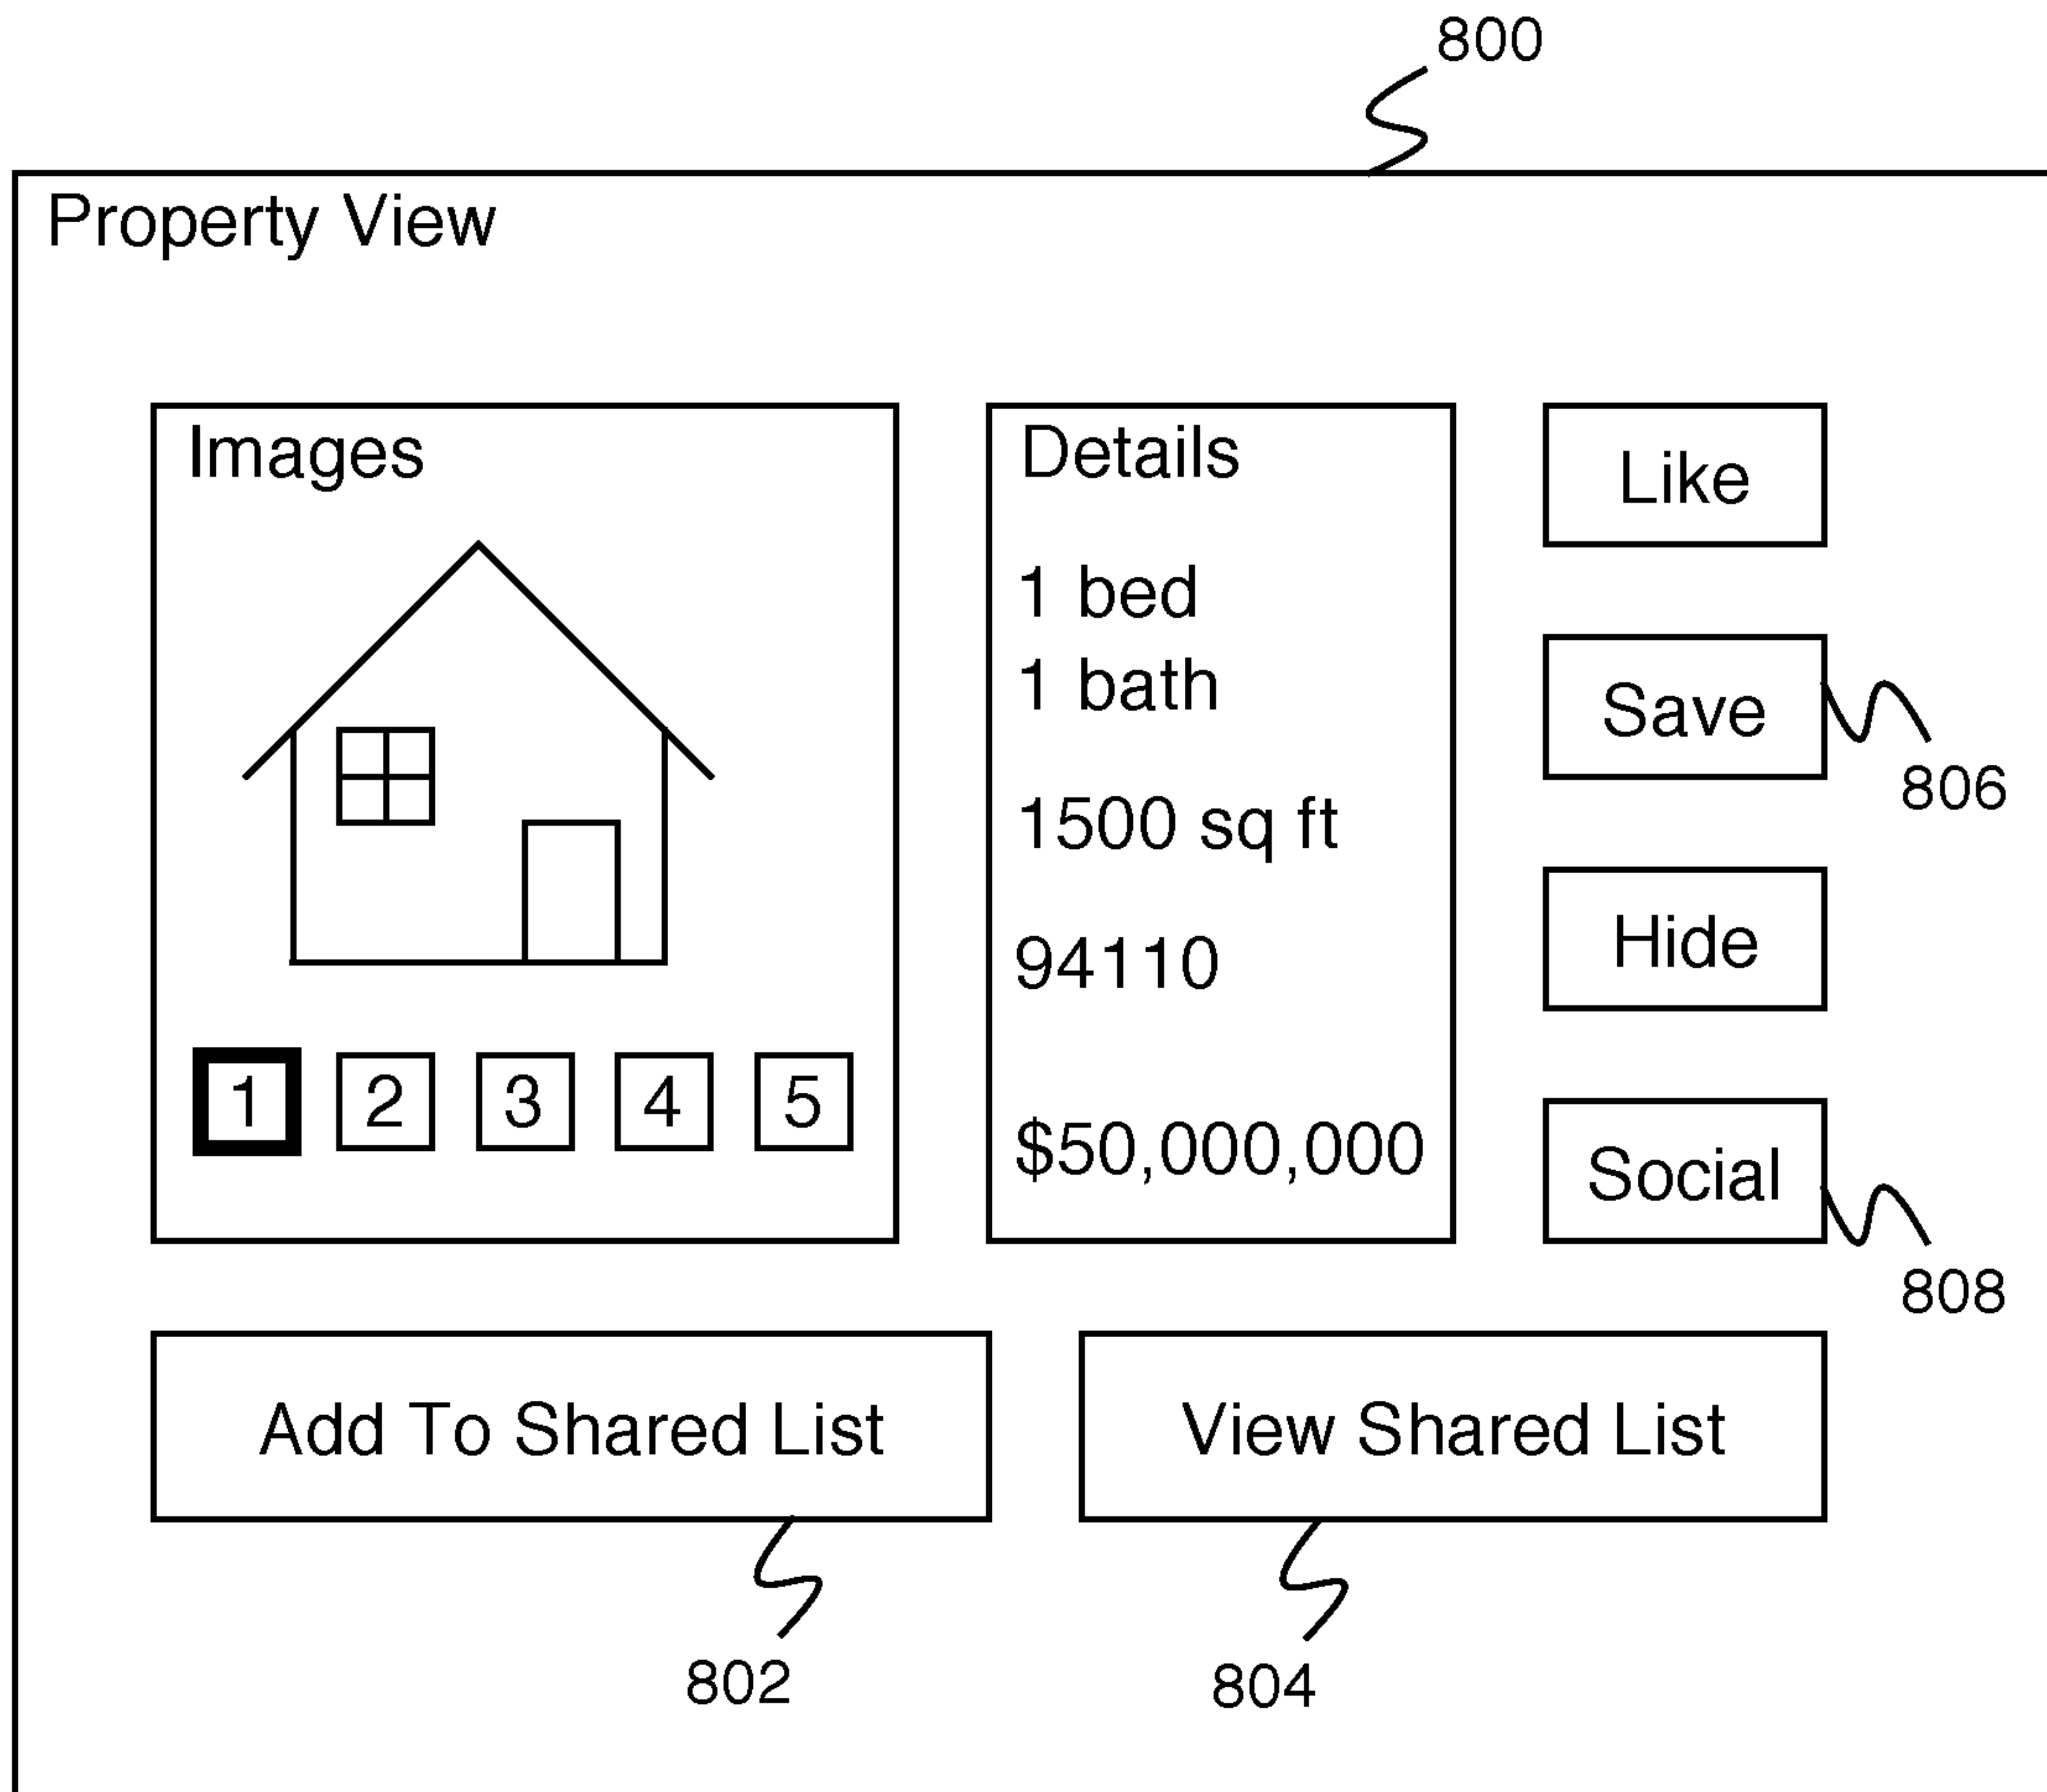 800
Property View
Images
1 2 3 4 5
Details
1 bed
1 bath
1500 sq ft
94110
$50,000,000
Like
Save
806
Hide
Social
808
Add To Shared List
View Shared List
802
804